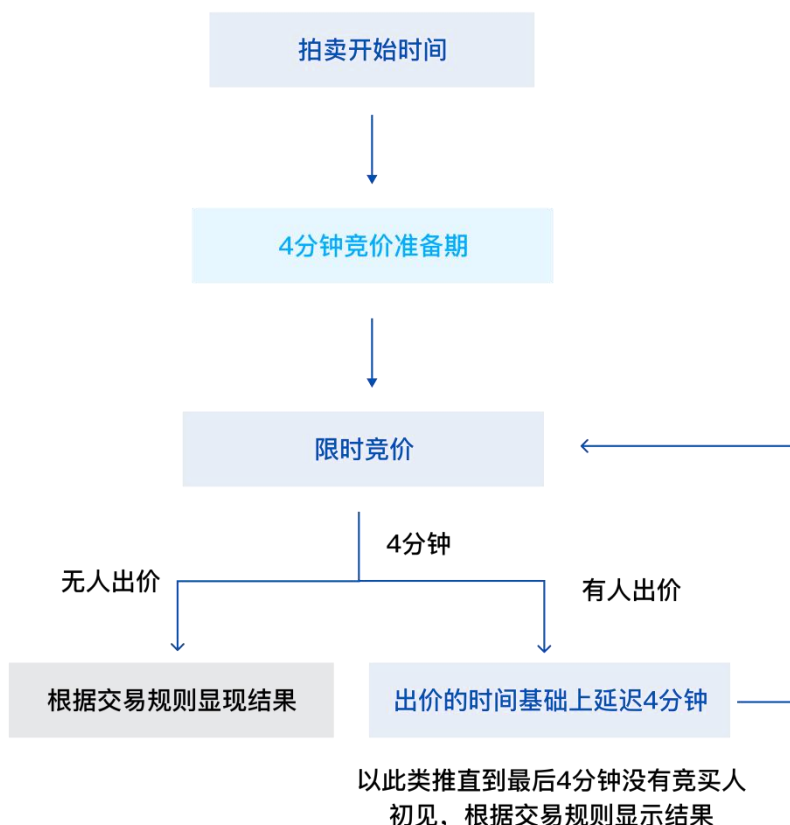 拍卖开始时间
4分钟竞价准备期
限时竞价
4分钟
无人出价
有人出价
根据交易规则显现结果
出价的时间基础上延迟4分钟
以此类推直到最后4分钟没有竞买人
初见，根据交易规则显示结果